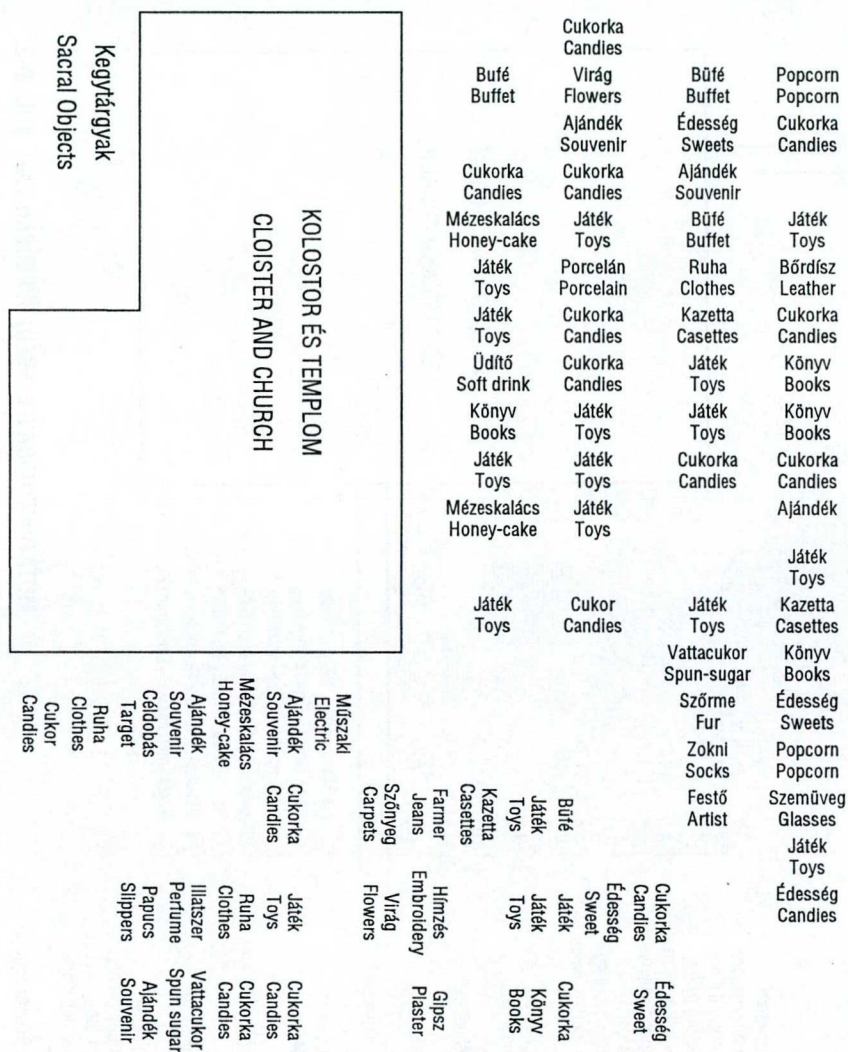 Cukorka
Candies
Bufé
Buffet
Virág
Flowers
Büfé
Buffet
Popcorn
Popcorn
Ajándék
Souvenir
Édesség
Sweets
Cukorka
Candies
Cukorka
Candies
Cukorka
Candies
Ajándék
Souvenir
Mézeskalács
Honey-cake
Játék
Toys
Büfé
Buffet
Játék
Toys
Játék
Toys
Porcelán
Porcelain
Ruha
Clothes
Bőrdísz
Leather
Játék
Toys
Cukorka
Candies
Kazetta
Casettes
Cukorka
Candies
Üdítő
Soft drink
Cukorka
Candies
Játék
Toys
Könyv
Books
Könyv
Books
Játék
Toys
Játék
Toys
Könyv
Books
Játék
Toys
Játék
Toys
Cukorka
Candies
Cukorka
Candies
Mézeskalács
Honey-cake
Játék
Toys
Ajándék
Játék
Toys
Játék
Toys
Cukor
Candies
Játék
Toys
Kazetta
Casettes
Vattacukor
Spun-sugar
Könyv
Books
Szőrme
Fur
Édesség
Sweets
Zokni
Socks
Popcorn
Popcorn
Festő
Artist
Szemüveg
Glasses
Játék
Toys
Édesség
Candies
Kegytárgyak
Sacral Objects
KOLOSTOR ÉS TEMPLOM
CLOISTER AND CHURCH
Műszaki
Electric
Ajándék
Souvenir
Mézeskalács
Honey-cake
Ajándék
Souvenir
Céldobás
Target
Ruha
Clothes
Cukor
Candies
Büfé
Játék
Toys
Kazetta
Casettes
Farmer
Jeans
Szőnyeg
Carpets
Cukorka
Candies
Cukorka
Candies
Édesség
Sweet
Játék
Játék
Toys
Hímzés
Embroidery
Virág
Flowers
Játék
Toys
Ruha
Clothes
Illatszer
Perfume
Papucs
Slippers
Édesség
Sweet
Cukorka
Könyv
Books
Gipsz
Plaster
Cukorka
Candies
Cukorka
Candies
Vattacukor
Spun sugar
Ajándék
Souvenir